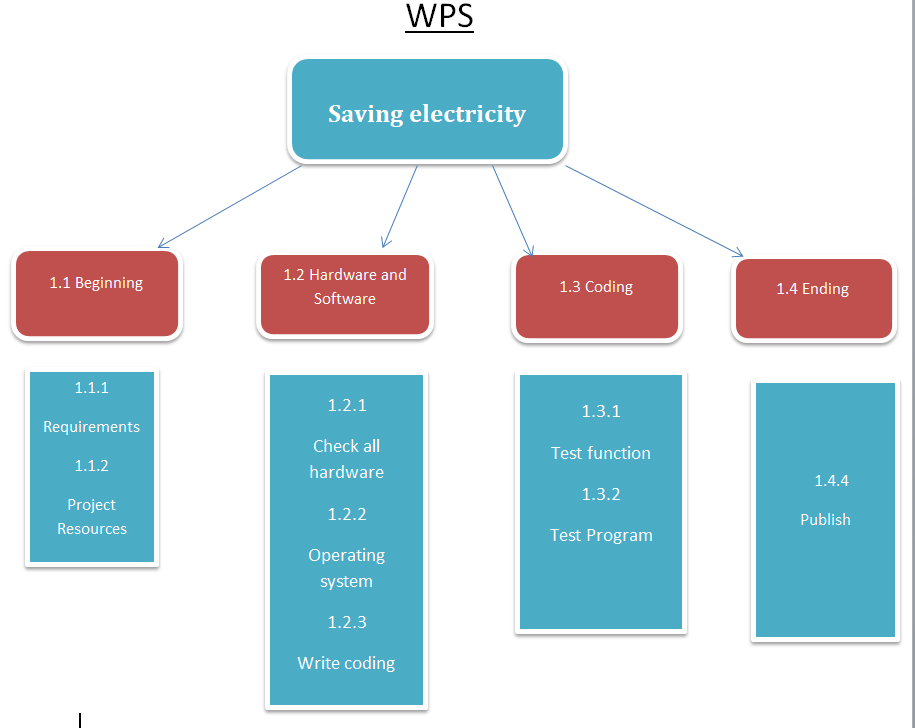 WPS
Saving electricity
1.1 Beginning
1.2 Hardware and
Software
1.3 Coding
1.4 Ending
1.1.1
Requirements
1.1.2
Project
Resources
1.2.1
Check all
hardware
1.2.2
Operating
system
1.2.3
Write coding
1.3.1
Test function
1.3.2
Test Program
1.4.4
Publish